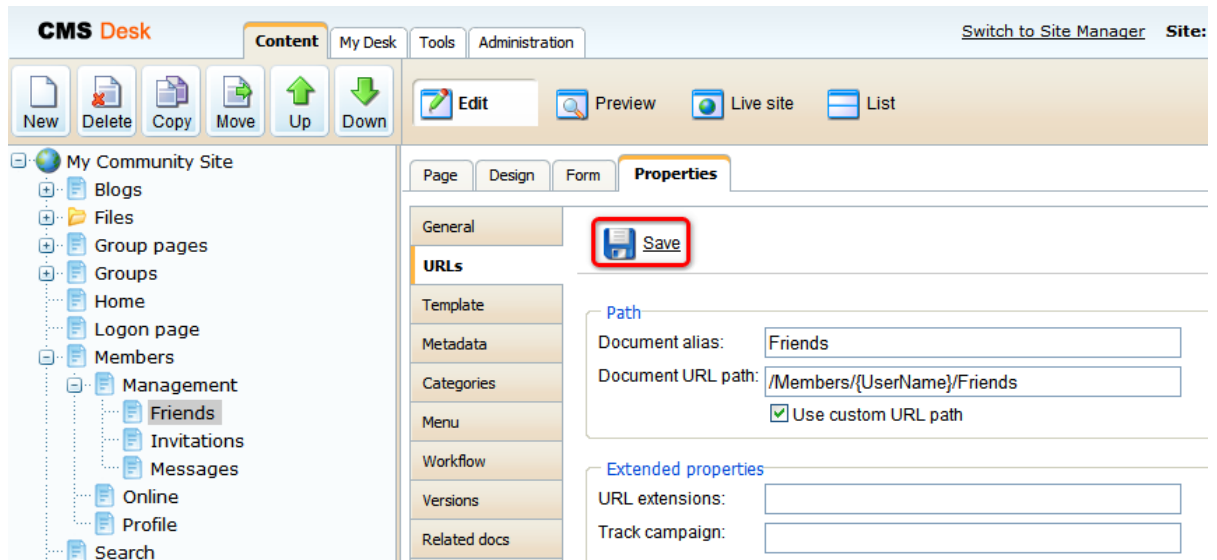 CMS Desk
Content My Desk Tools Administration
Switch to Site Manager Site:
New Delete Copy Move Up Down
Edit Preview Live site List
My Community Site
Blogs
Files
Group pages
Groups
Home
Logon page
Members
Management
Friends
Invitations
Messages
Online
Profile
Search
Page Design Form Properties
General
URLs
Template
Metadata
Categories
Menu
Workflow
Versions
Related docs
Save
Path
Document alias: Friends
Document URL path: /Members/{UserName}/Friends
Use custom URL path
Extended properties
URL extensions:
Track campaign: